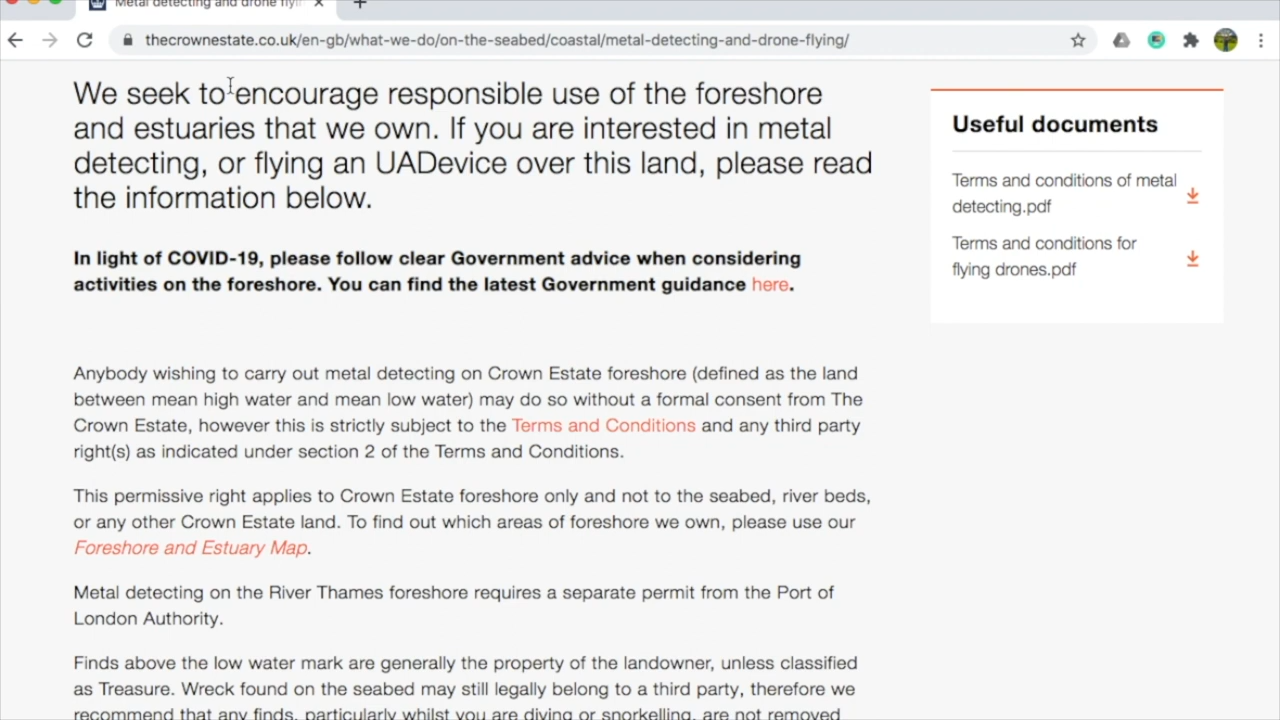 Metal detecting and drone flyin
thecrownestate.co.uk/en-gb/what-we-do/on-the-seabed/coastal/metal-detecting-and-drone-flying/
We seek to encourage responsible use of the foreshore
and estuaries that we own. If you are interested in metal
detecting, or flying an UADevice over this land, please read
the information below.
In light of COVID-19, please follow clear Government advice when considering
activities on the foreshore. You can find the latest Government guidance here.
Anybody wishing to carry out metal detecting on Crown Estate foreshore (defined as the land
between mean high water and mean low water) may do so without a formal consent from The
Crown Estate, however this is strictly subject to the Terms and Conditions and any third party
right(s) as indicated under section 2 of the Terms and Conditions.
This permissive right applies to Crown Estate foreshore only and not to the seabed, river beds,
or any other Crown Estate land. To find out which areas of foreshore we own, please use our
Foreshore and Estuary Map.
Metal detecting on the River Thames foreshore requires a separate permit from the Port of
London Authority.
Finds above the low water mark are generally the property of the landowner, unless classified
as Treasure. Wreck found on the seabed may still legally belong to a third party, therefore we
recommend that any finds, particularly whilst you are diving or snorkelling, are not removed
Useful documents
Terms and conditions of metal
detecting.pdf
Terms and conditions for
flying drones.pdf